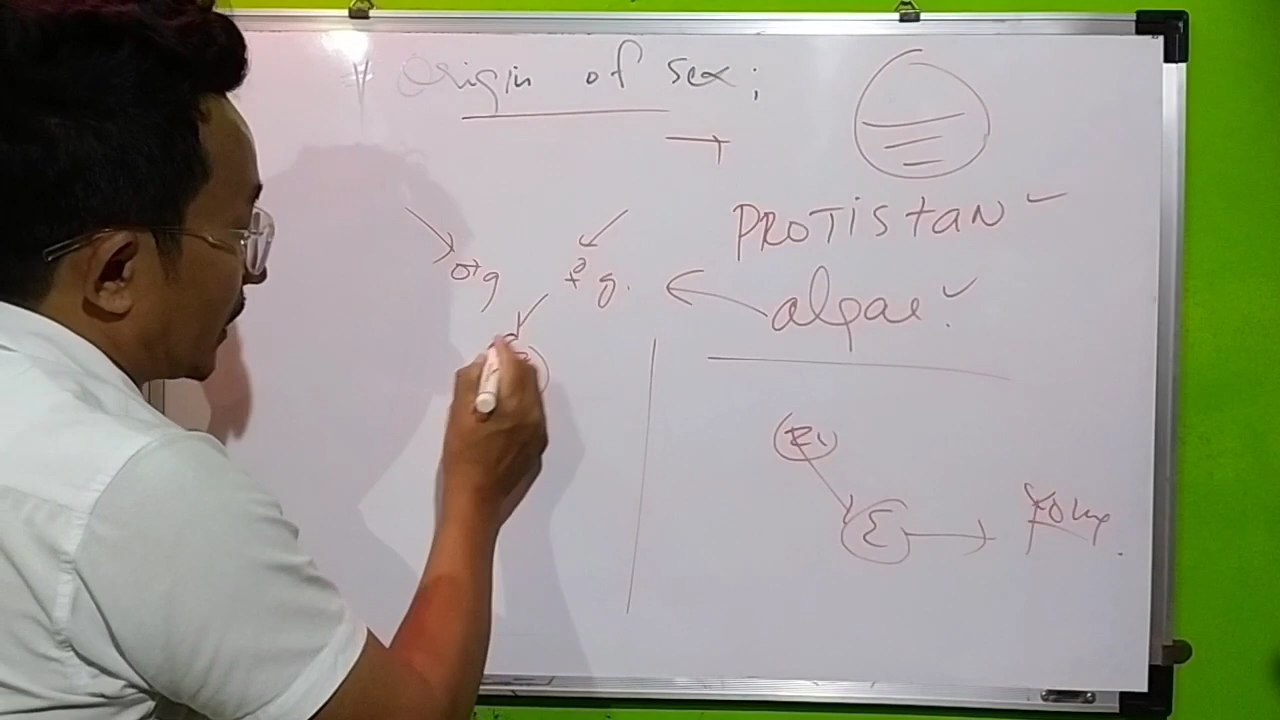 * Origin of sex;
PROTIStAN
♂ g ♀ g.
algae.
Σ